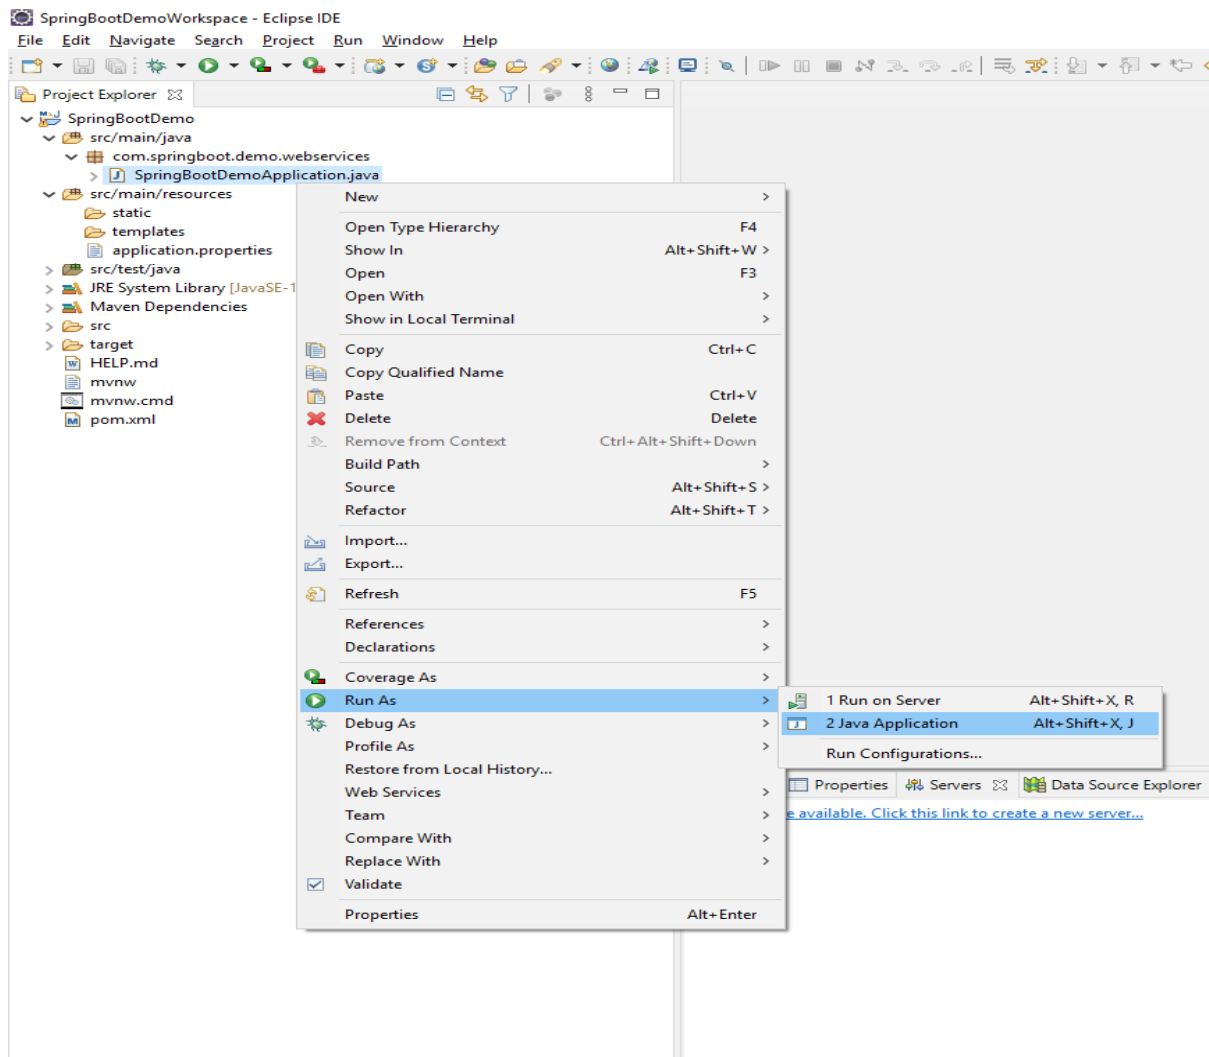 SpringBootDemoWorkspace - Eclipse IDE
File Edit Navigate Search Project Run Window Help
Project Explorer
SpringBootDemo
src/main/java
com.springboot.demo.webservices
SpringBootDemoApplication.java
src/main/resources
static
templates
application.properties
src/test/java
JRE System Library [JavaSE-1
Maven Dependencies
src
target
HELP.md
mvnw
mvnw.cmd
pom.xml
New
Open Type Hierarchy F4
Show In Alt+Shift+W >
Open F3
Open With
Show in Local Terminal
Copy Ctrl+C
Copy Qualified Name
Paste Ctrl+V
Delete Delete
Remove from Context Ctrl+Alt+Shift+Down
Build Path
Source Alt+Shift+S >
Refactor Alt+Shift+T >
Import...
Export...
Refresh F5
References
Declarations
Coverage As
Run As
Debug As
Profile As
Restore from Local History...
Web Services
Team
Compare With
Replace With
Validate
Properties Alt+Enter
1 Run on Server Alt+Shift+X, R
2 Java Application Alt+Shift+X, J
Run Configurations...
Properties Servers Data Source Explorer
e available. Click this link to create a new server...